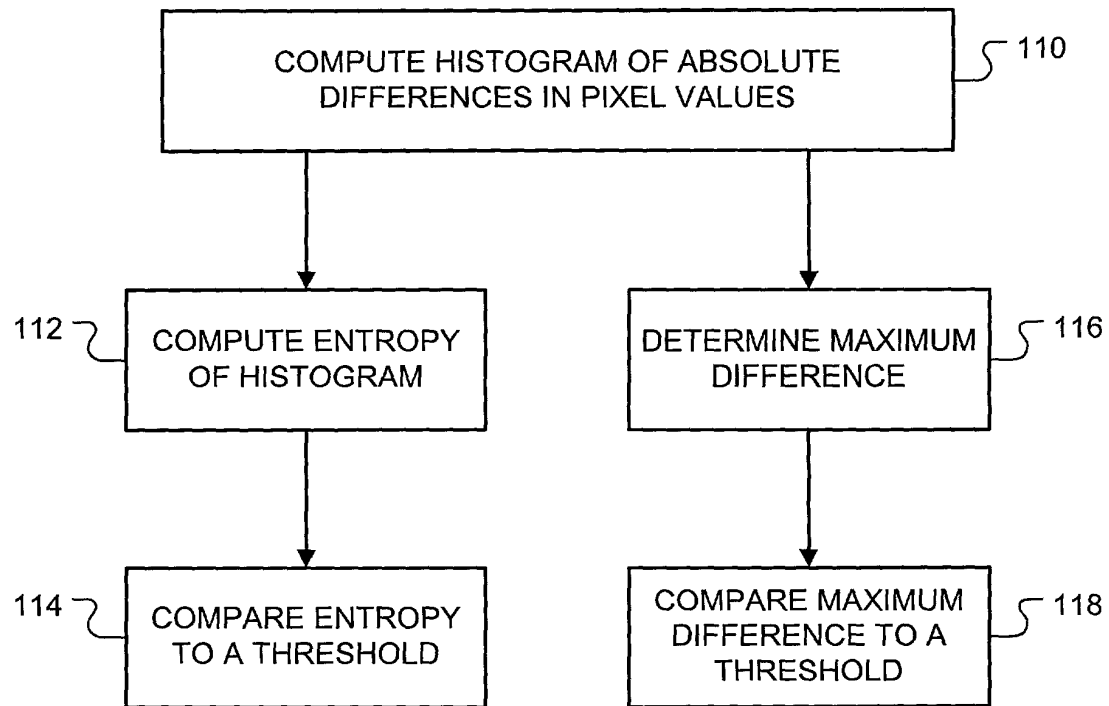 COMPUTE HISTOGRAM OF ABSOLUTE
DIFFERENCES IN PIXEL VALUES
110
112
COMPUTE ENTROPY
OF HISTOGRAM
DETERMINE MAXIMUM
DIFFERENCE
116
114
COMPARE ENTROPY
TO A THRESHOLD
COMPARE MAXIMUM
DIFFERENCE TO A
THRESHOLD
118